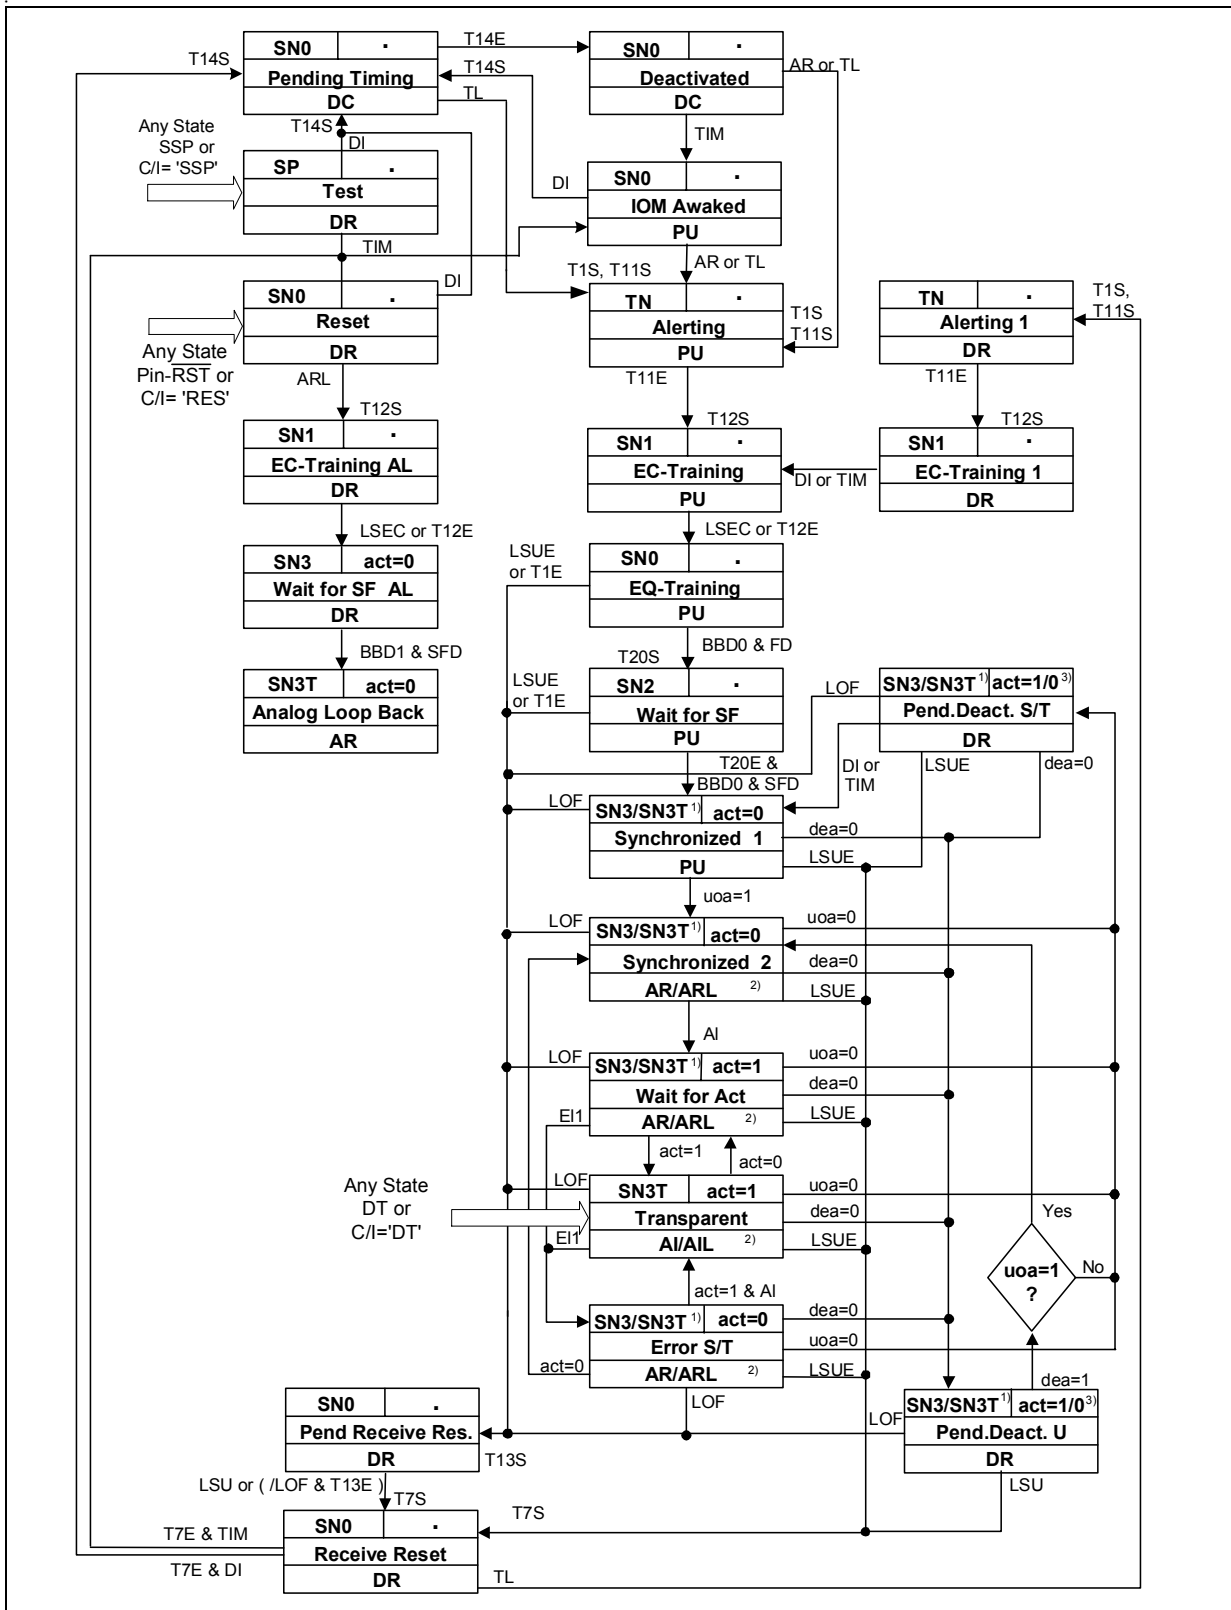 SN0 .
Pending Timing
DC
T14S
T14E
T14S
TL
SN0 .
Deactivated
DC
AR or TL
Any State
SSP or
C/I= 'SSP'
T14S
DI
SP .
Test
DR
TIM
DI
TIM
SN0 .
IOM Awaked
PU
DI
AR or TL
T1S, T11S
SN0 .
Reset
DR
Any State
Pin-RST or
C/I= 'RES'
ARL
TN .
Alerting
PU
T1S
T11S
T11E
TN .
Alerting 1
DR
T1S,
T11S
T11E
T12S
SN1 .
EC-Training AL
DR
T12S
SN1 .
EC-Training
PU
DI or TIM
T12S
SN1 .
EC-Training 1
DR
LSEC or T12E
SN3 act=0
Wait for SF AL
DR
LSEC or T12E
LSUE
or T1E
SN0 .
EQ-Training
PU
BBD1 & SFD
BBD0 & FD
SN3T act=0
Analog Loop Back
AR
T20S
LSUE
or T1E
SN2 .
Wait for SF
PU
LOF
SN3/SN3T 1) act=1/0 3)
Pend.Deact. S/T
DR
T20E &
BBD0 & SFD
DI or
TIM
LSUE
dea=0
LOF
SN3/SN3T 1) act=0
Synchronized 1
PU
dea=0
LSUE
uoa=1
LOF
SN3/SN3T 1) act=0
Synchronized 2
AR/ARL 2)
uoa=0
dea=0
LSUE
AI
LOF
SN3/SN3T 1) act=1
Wait for Act
AR/ARL 2)
uoa=0
dea=0
LSUE
EI1
act=1
act=0
Any State
DT or
C/I='DT'
LOF
SN3T act=1
Transparent
AI/AIL 2)
uoa=0
dea=0
LSUE
EI1
Yes
uoa=1
?
No
act=1 & AI
SN3/SN3T 1) act=0
Error S/T
AR/ARL 2)
dea=0
uoa=0
LSUE
act=0
LOF
dea=1
SN3/SN3T 1) act=1/0 3)
Pend.Deact. U
DR
LOF
LSU
SN0 .
Pend Receive Res.
DR
T13S
LSU or ( /LOF & T13E )
T7S
T7S
SN0 .
Receive Reset
DR
T7E & TIM
T7E & DI
TL